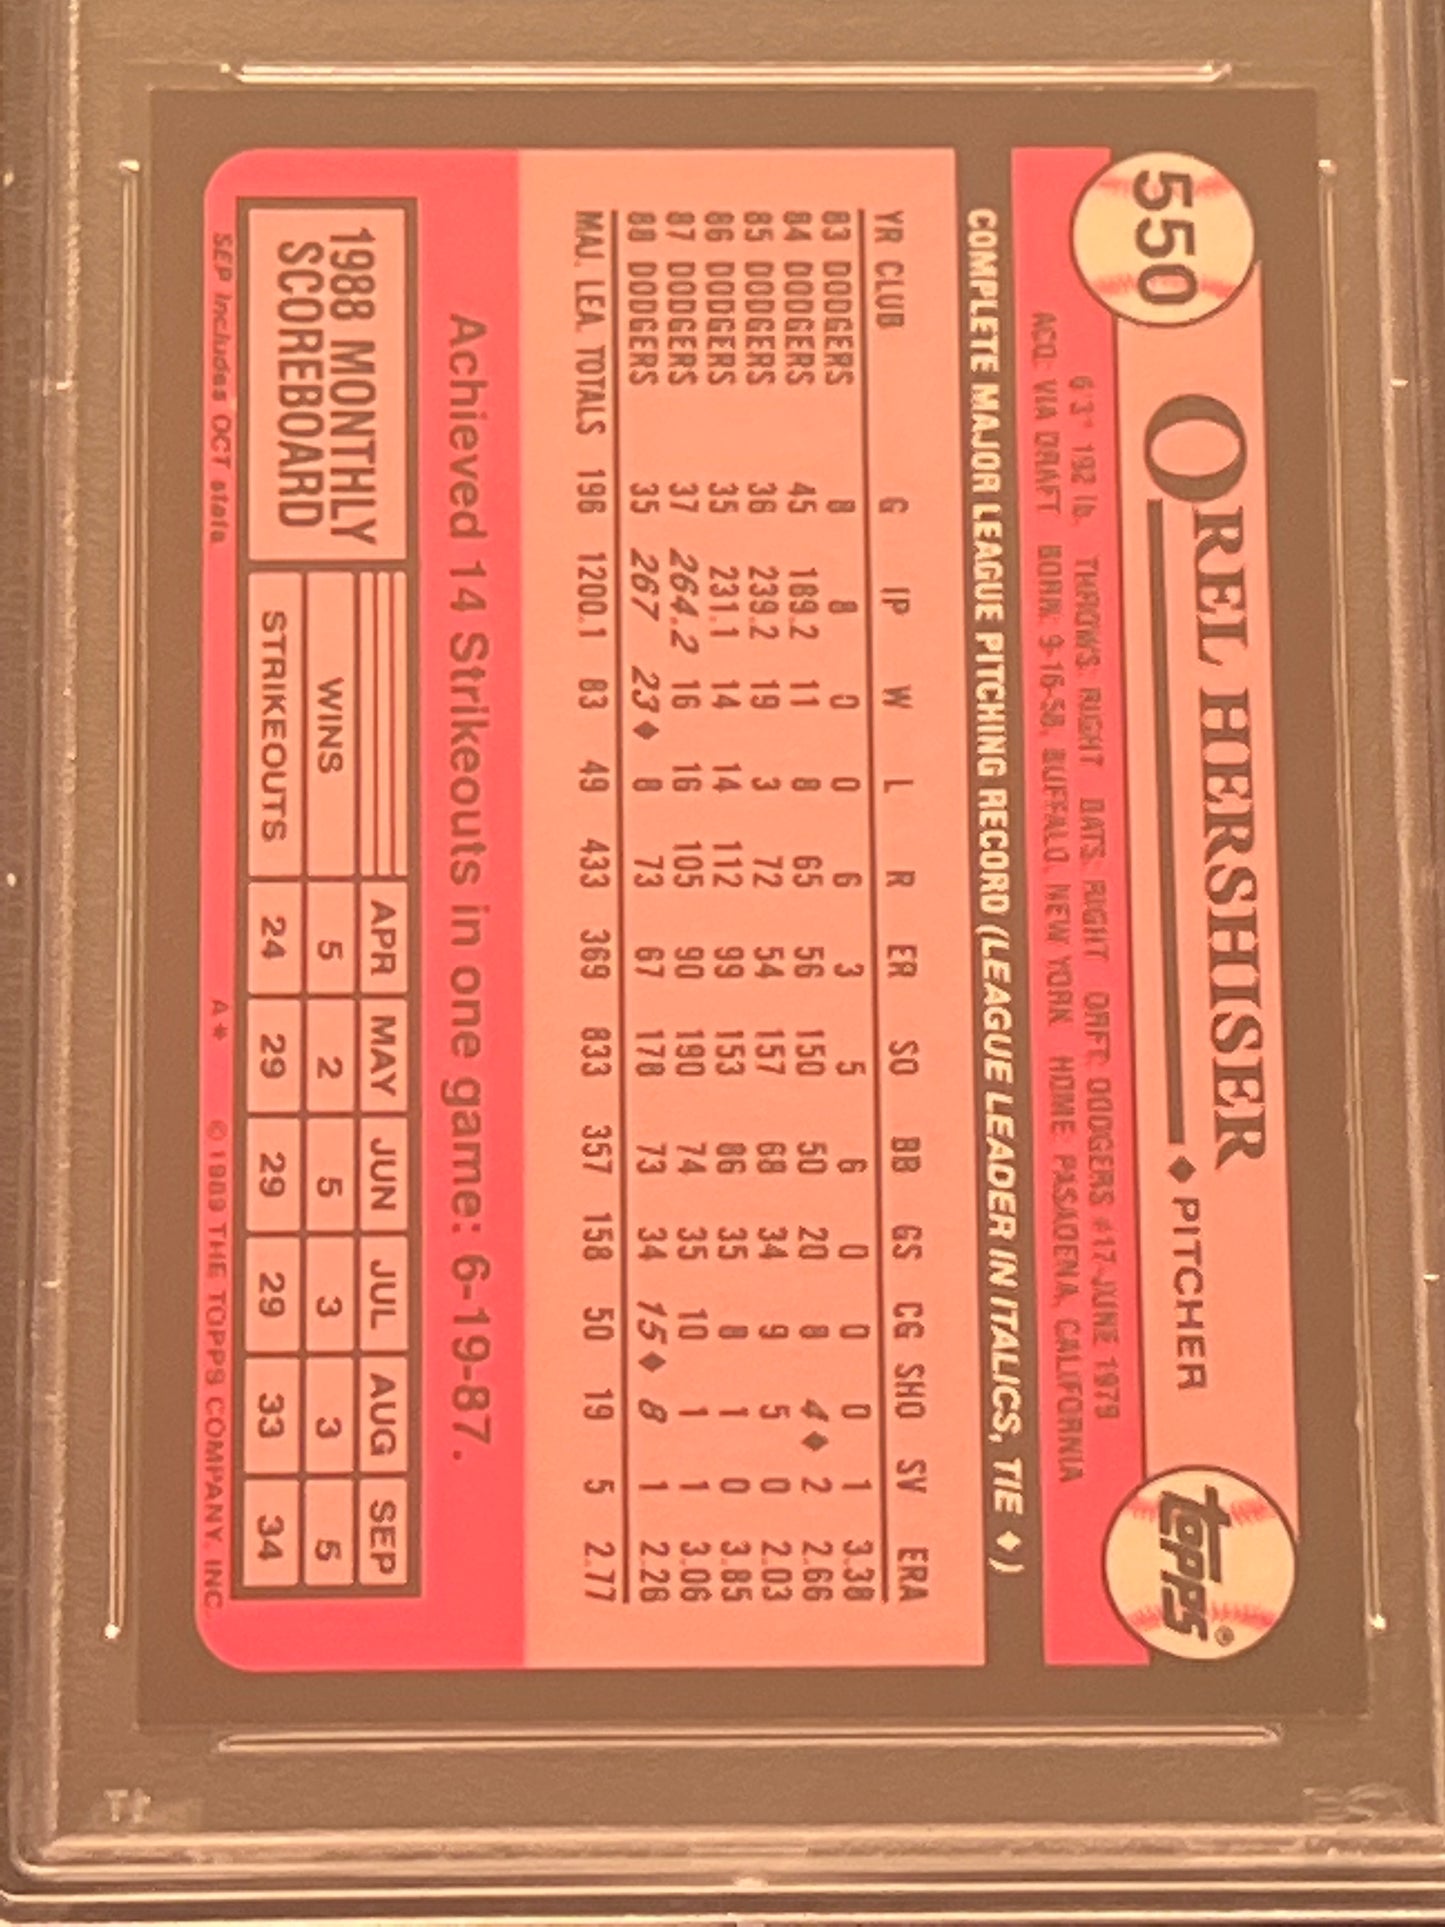 550
OREL HERSHISER
◆ PITCHER
topps®
6'3" 192 lb. THROWS: RIGHT BATS: RIGHT DRFT: DODGERS #17-JUNE 1979
ACQ: VIA DRAFT BORN: 9-16-58, BUFFALO, NEW YORK HOME: PASADENA, CALIFORNIA
COMPLETE MAJOR LEAGUE PITCHING RECORD (LEAGUE LEADER IN ITALICS, TIE ◆)
YR CLUB G IP W L R ER SO BB GS CG SHO SV ERA
83 DODGERS 8 8 0 0 6 3 5 6 0 0 0 1 3.38
84 DODGERS 45 189.2 11 8 65 56 150 50 20 8 4◆ 2 2.66
85 DODGERS 36 239.2 19 3 72 54 157 68 34 9 5 0 2.03
86 DODGERS 35 231.1 14 14 112 99 153 86 35 8 1 0 3.85
87 DODGERS 37 264.2 16 16 105 90 190 74 35 10 1 1 3.06
88 DODGERS 35 267 23◆ 8 73 67 178 73 34 15◆ 8 1 2.26
MAJ. LEA. TOTALS 196 1200.1 83 49 433 369 833 357 158 50 19 5 2.77
Achieved 14 Strikeouts in one game: 6-19-87.
1988 MONTHLY
SCOREBOARD
APR MAY JUN JUL AUG SEP
WINS 5 2 5 3 3 5
STRIKEOUTS 24 29 29 29 33 34
SEP includes OCT stats A* © 1989 THE TOPPS COMPANY, INC.